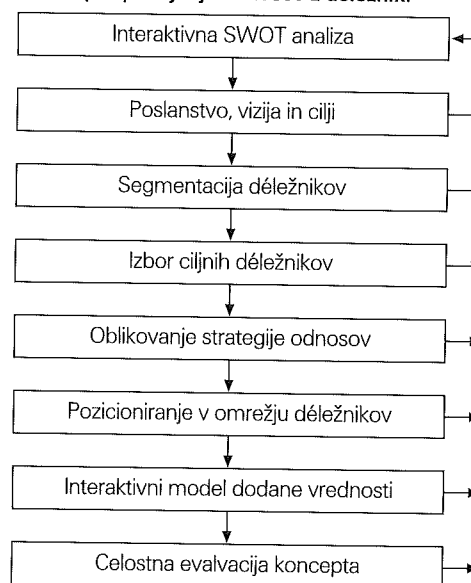 Interaktivna SWOT analiza
Poslanstvo, vizija in cilji
Segmentacija déležnikov
Izbor ciljnih déležnikov
Oblikovanje strategije odnosov
Pozicioniranje v omrežju déležnikov
Interaktivni model dodane vrednosti
Celostna evalvacija koncepta